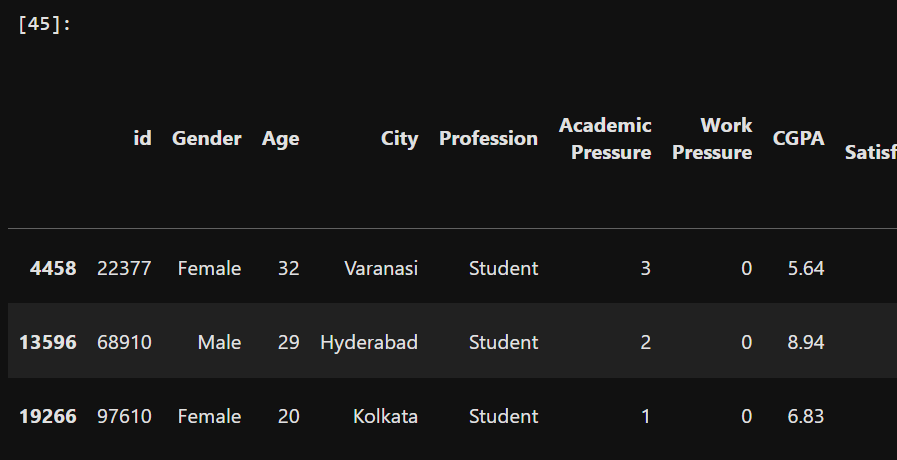 [45]:
id Gender Age City Profession Academic Pressure Work Pressure CGPA Satisf
4458 22377 Female 32 Varanasi Student 3 0 5.64
13596 68910 Male 29 Hyderabad Student 2 0 8.94
19266 97610 Female 20 Kolkata Student 1 0 6.83